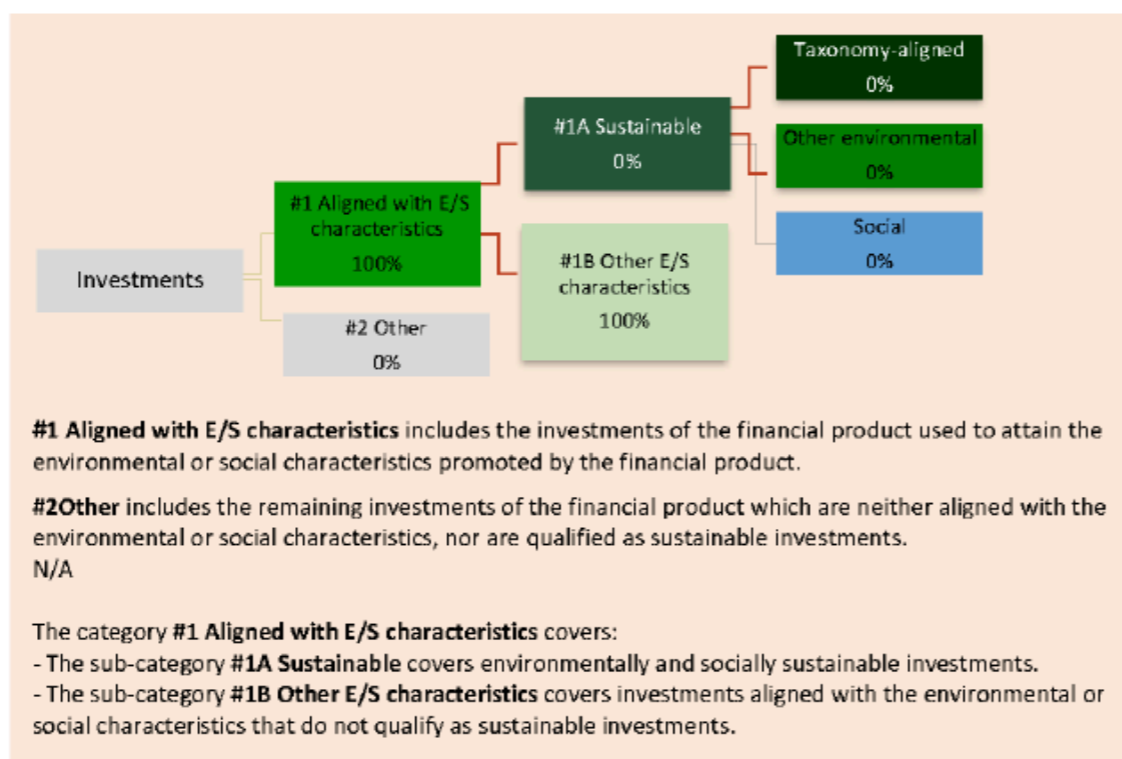 Taxonomy-aligned
0%
#1A Sustainable
0%
Other environmental
0%
#1 Aligned with E/S
characteristics
100%
Social
0%
Investments
#1B Other E/S
characteristics
100%
#2 Other
0%
#1 Aligned with E/S characteristics includes the investments of the financial product used to attain the
environmental or social characteristics promoted by the financial product.
#2Other includes the remaining investments of the financial product which are neither aligned with the
environmental or social characteristics, nor are qualified as sustainable investments.
N/A
The category #1 Aligned with E/S characteristics covers:
- The sub-category #1A Sustainable covers environmentally and socially sustainable investments.
- The sub-category #1B Other E/S characteristics covers investments aligned with the environmental or
social characteristics that do not qualify as sustainable investments.